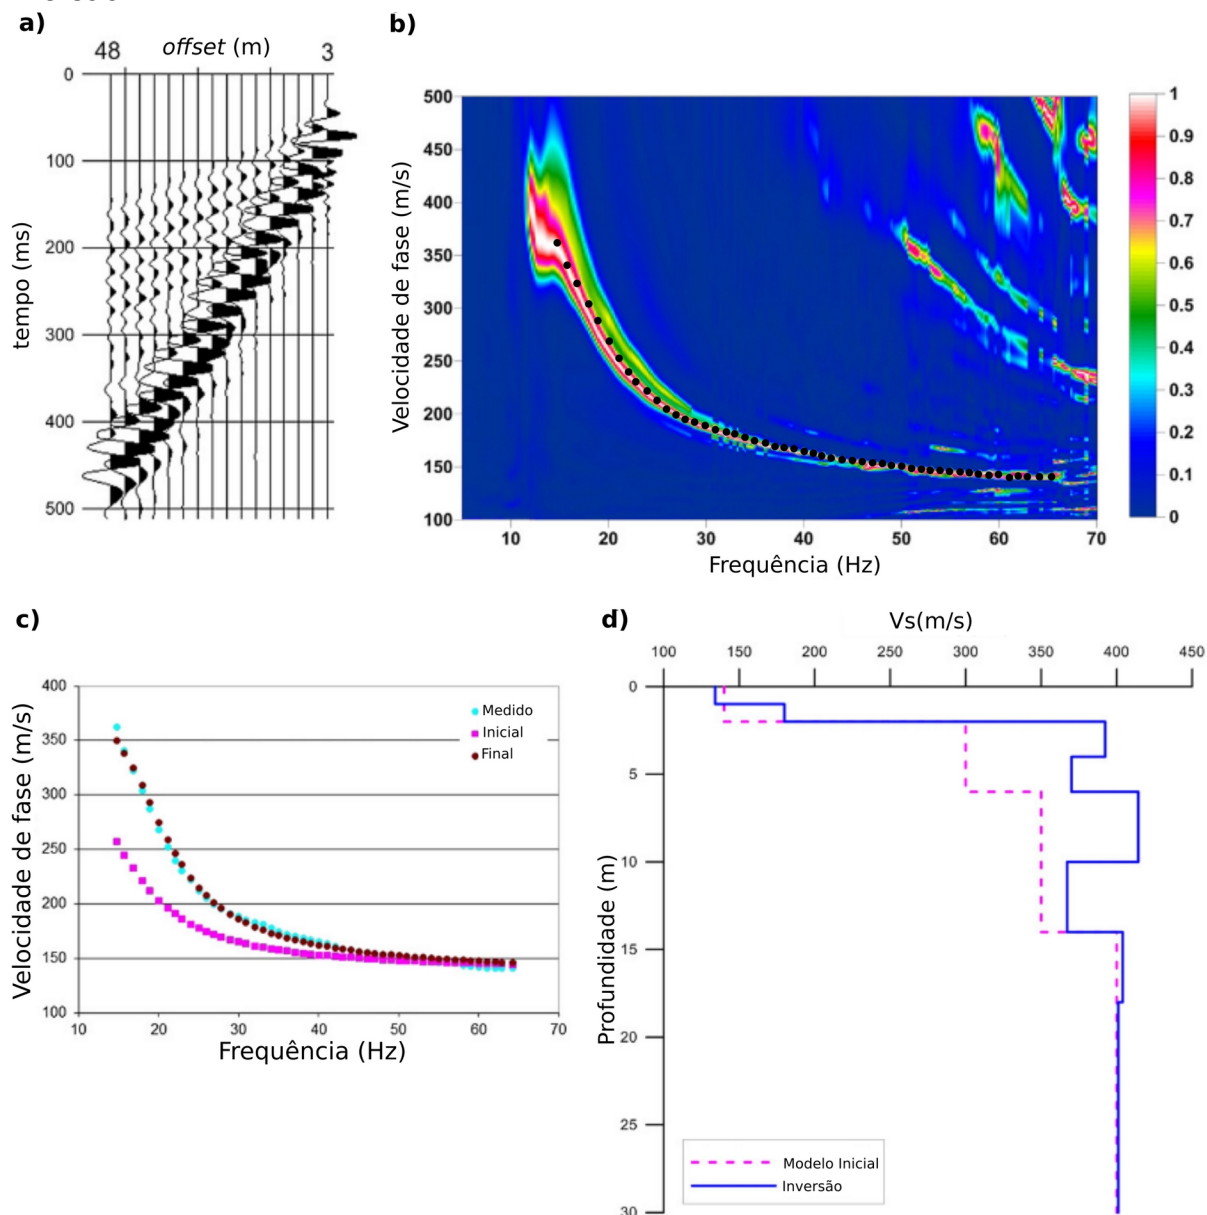 a)
48 offset (m) 3
0
100
200
300
400
500
tempo (ms)
b)
500
450
400
350
300
250
200
150
100
Velocidade de fase (m/s)
10 20 30 40 50 60 70
Frequência (Hz)
1
0.9
0.8
0.7
0.6
0.5
0.4
0.3
0.2
0.1
0
c)
400
350
300
250
200
150
100
Velocidade de fase (m/s)
Medido
Inicial
Final
10 20 30 40 50 60 70
Frequência (Hz)
d)
Vs(m/s)
100 150 200 250 300 350 400 450
0
5
10
15
20
25
30
Profundidade (m)
Modelo Inicial
Inversão